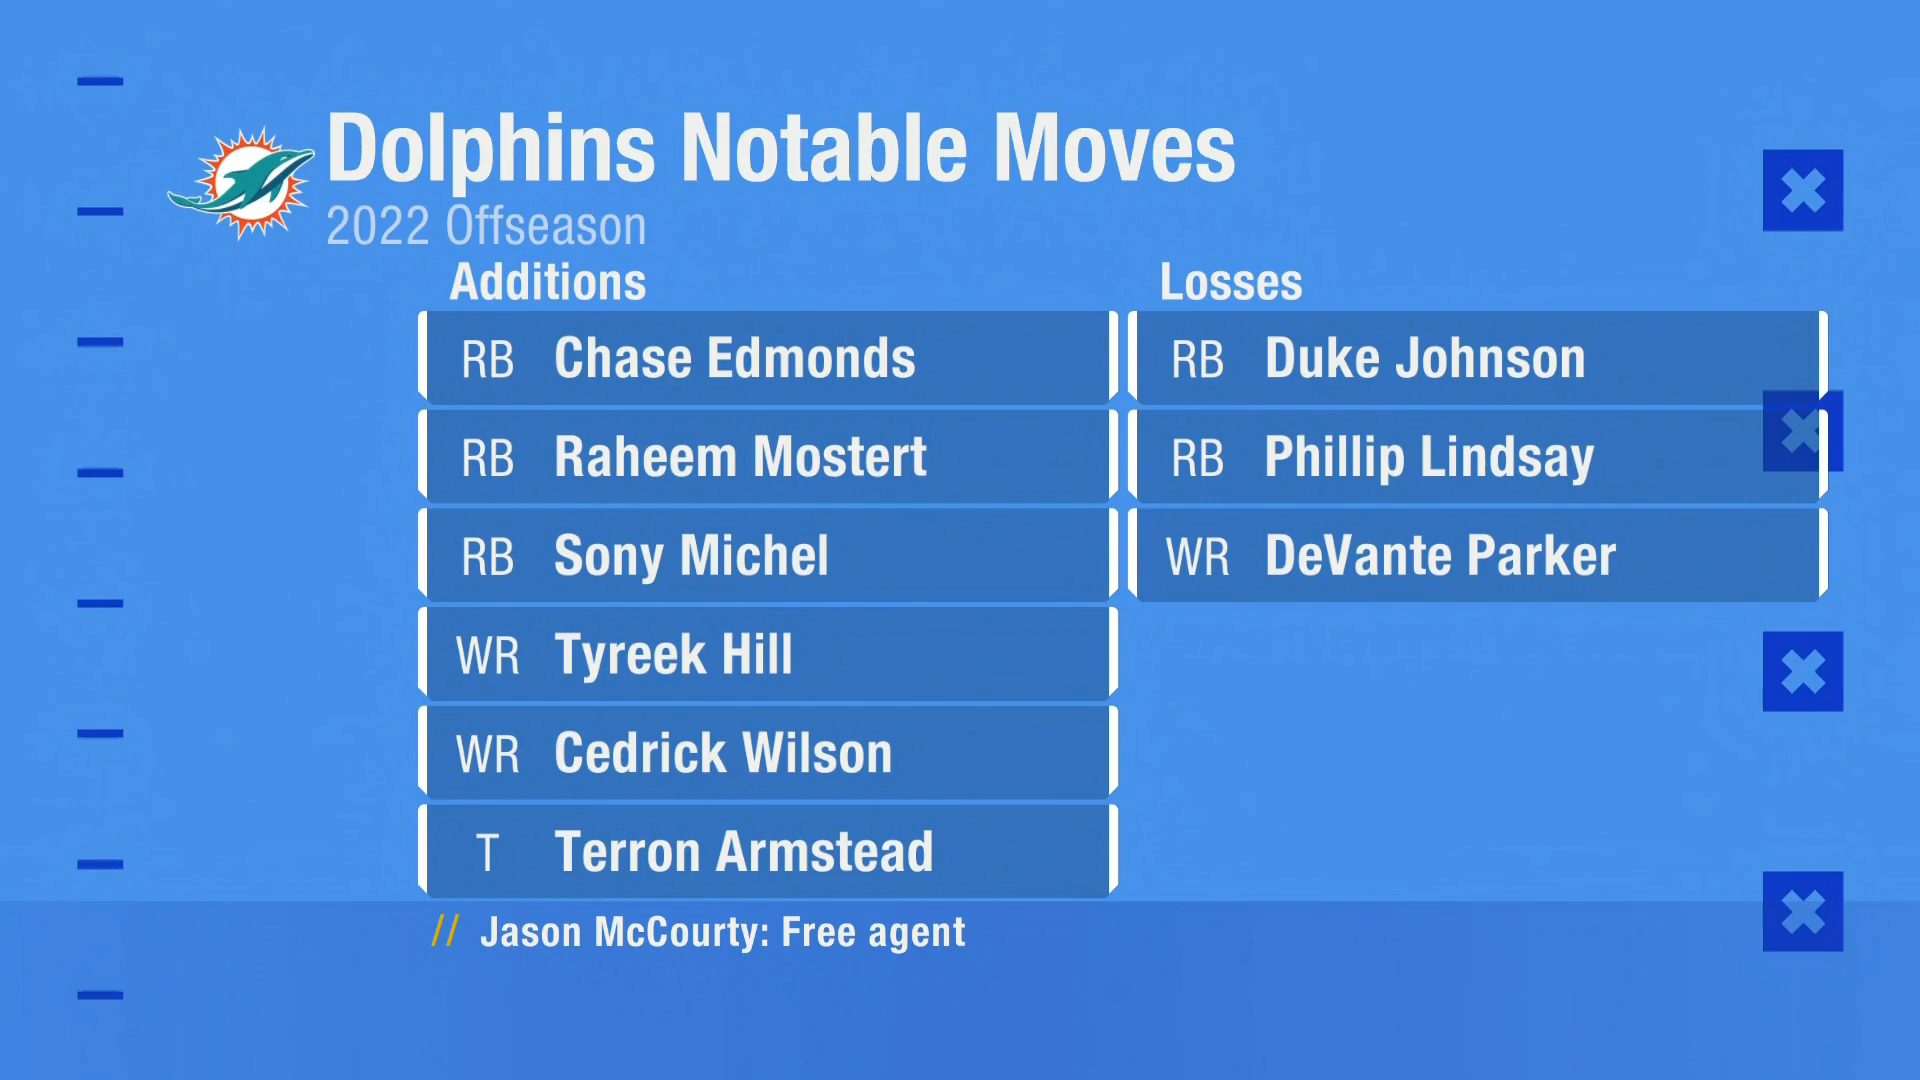 Dolphins Notable Moves
2022 Offseason
Additions
RB Chase Edmonds
RB Raheem Mostert
RB Sony Michel
WR Tyreek Hill
WR Cedrick Wilson
T Terron Armstead
// Jason McCourty: Free agent
Losses
RB Duke Johnson
RB Phillip Lindsay
WR DeVante Parker